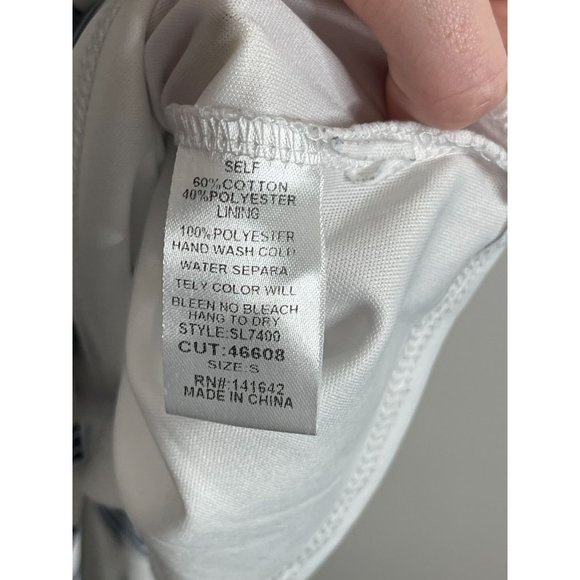 SELF
60%COTTON
40%POLYESTER
LINING
100%POLYESTER
HAND WASH COLD
WATER SEPARA
TELY COLOR WILL
BLEEN NO BLEACH
HANG TO DRY
STYLE:SL7400
CUT:46608
SIZE:S
RN#:141642
MADE IN CHINA